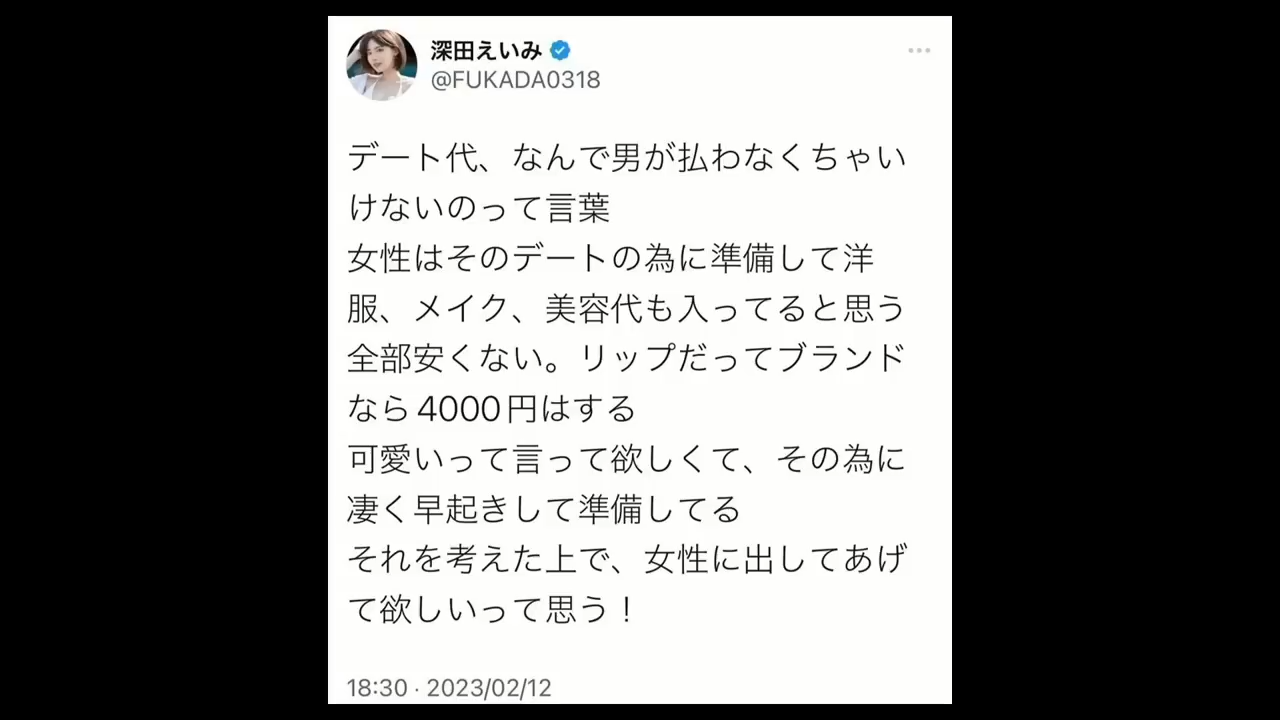 深田えいみ
@FUKADA0318
デート代、なんで男が払わなくちゃい
けないのって言葉
女性はそのデートの為に準備して洋
服、メイク、美容代も入ってると思う
全部安くない。リップだってブランド
なら4000円はする
可愛いって言って欲しくて、その為に
凄く早起きして準備してる
それを考えた上で、女性に出してあげ
て欲しいって思う！
18:30 · 2023/02/12